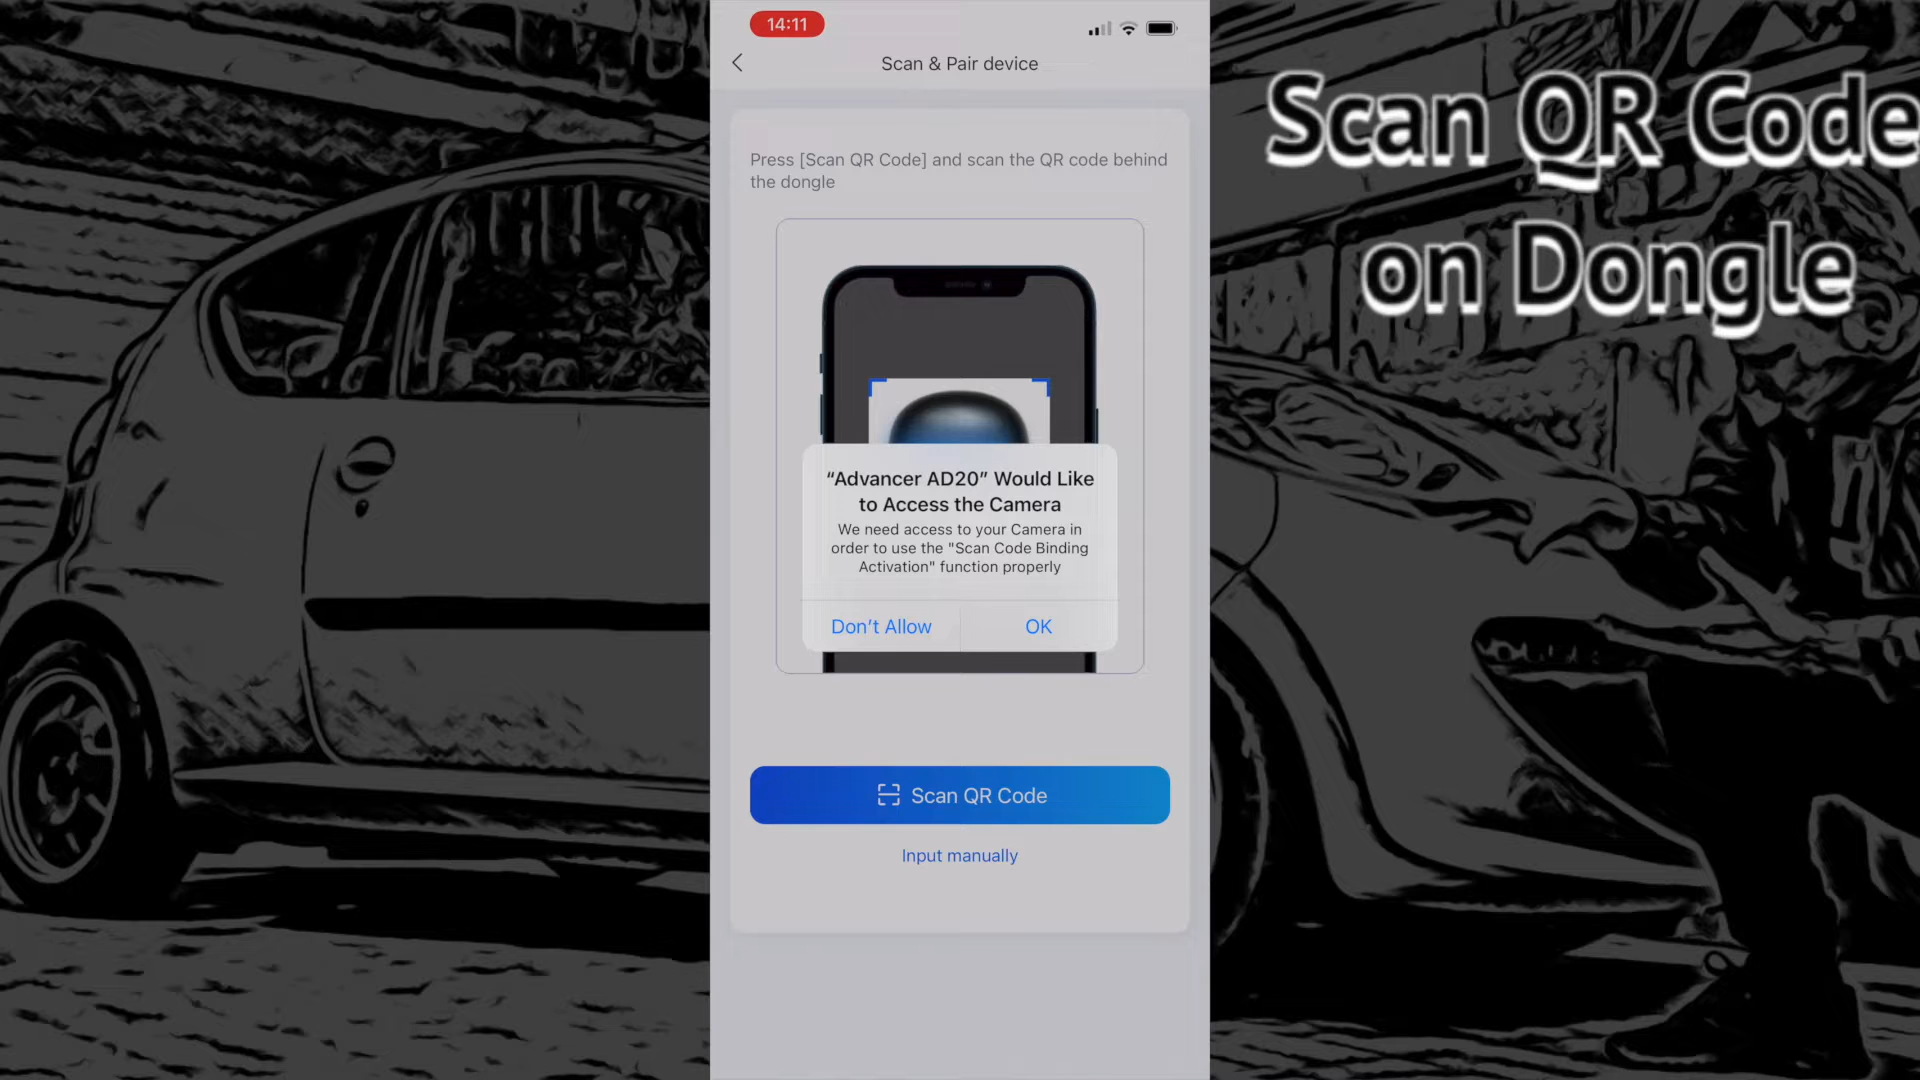 14:11
Scan & Pair device
Press [Scan QR Code] and scan the QR code behind
the dongle
“Advancer AD20” Would Like
to Access the Camera
We need access to your Camera in
order to use the "Scan Code Binding
Activation" function properly
Don’t Allow
OK
Scan QR Code
Input manually
Scan QR Code
on Dongle